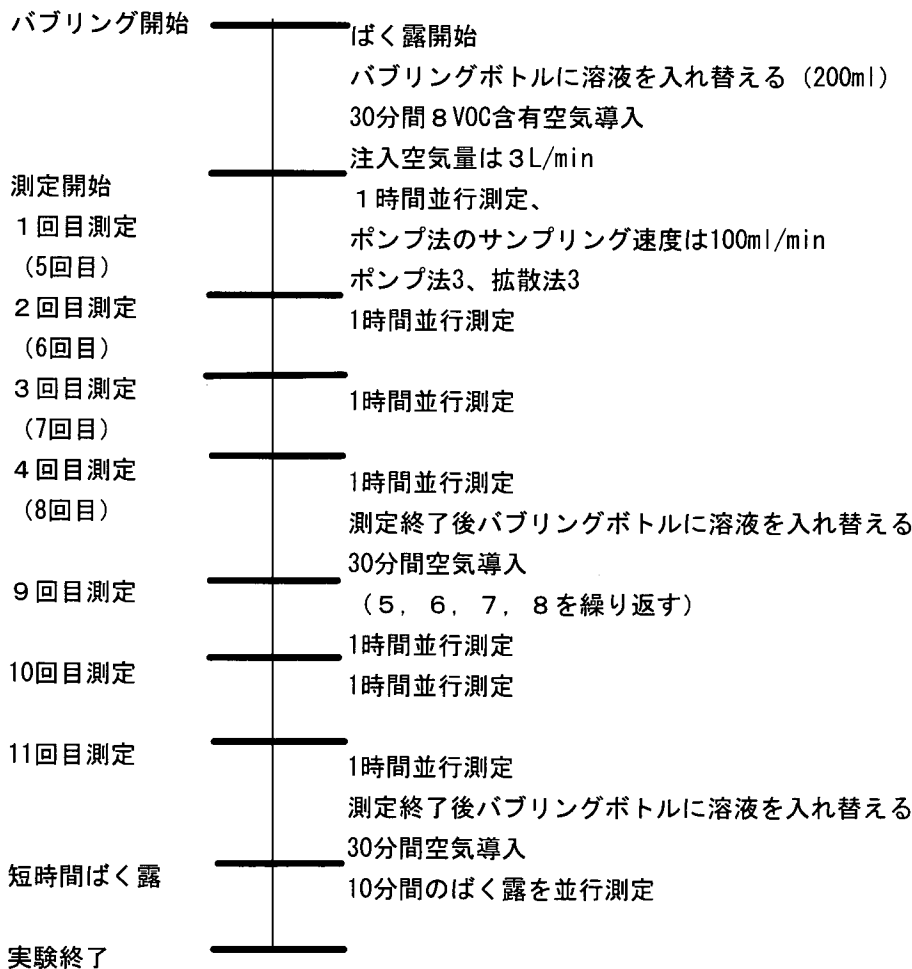 バブリング開始
ばく露開始
バブリングボトルに溶液を入れ替える（200ml）
30分間８VOC含有空気導入
注入空気量は３L/min
測定開始
１回目測定
（5回目）
１時間並行測定、
ポンプ法のサンプリング速度は100ml/min
ポンプ法3、拡散法3
２回目測定
（6回目）
1時間並行測定
３回目測定
（7回目）
1時間並行測定
４回目測定
（8回目）
1時間並行測定
測定終了後バブリングボトルに溶液を入れ替える
30分間空気導入
（５，６，７，８を繰り返す）
９回目測定
1時間並行測定
10回目測定
1時間並行測定
11回目測定
1時間並行測定
測定終了後バブリングボトルに溶液を入れ替える
30分間空気導入
短時間ばく露
10分間のばく露を並行測定
実験終了